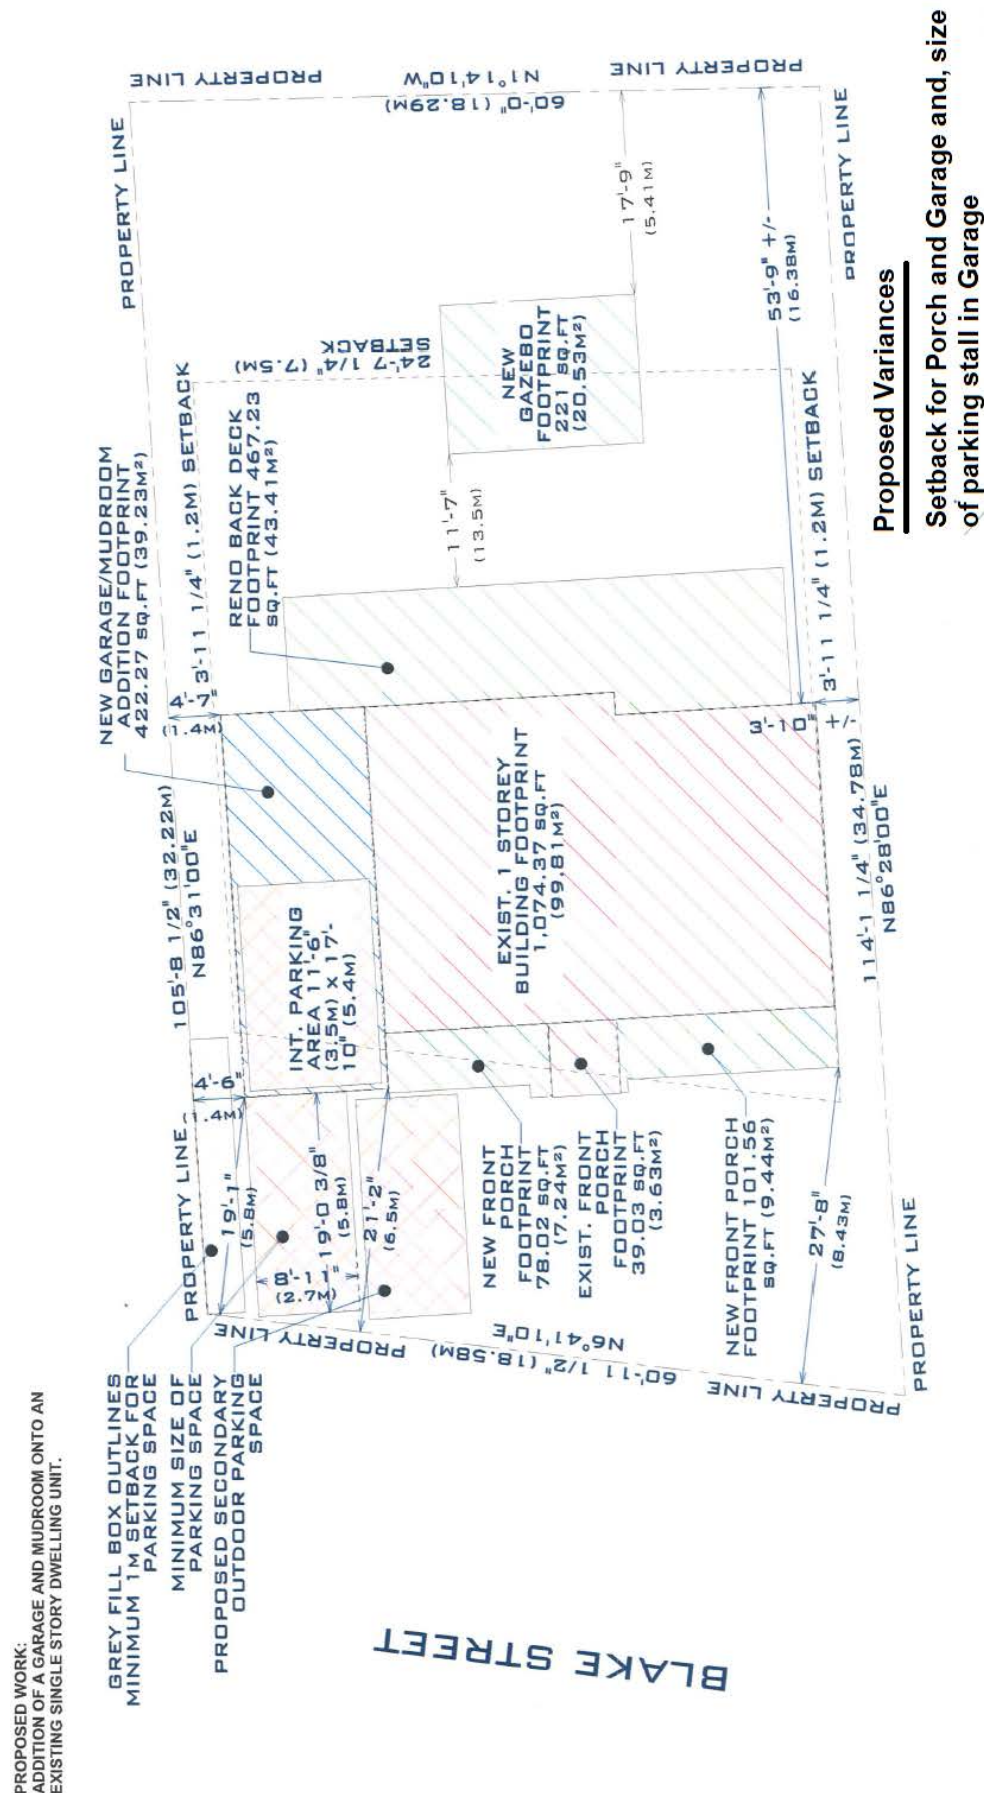 PROPOSED WORK:
ADDITION OF A GARAGE AND MUDROOM ONTO AN
EXISTING SINGLE STORY DWELLING UNIT.
GREY FILL BOX OUTLINES
MINIMUM 1M SETBACK FOR
PARKING SPACE
MINIMUM SIZE OF
PARKING SPACE
PROPOSED SECONDARY
OUTDOOR PARKING
SPACE
BLAKE STREET
PROPERTY LINE
105'-8 1/2" (32.22M)
N86°31'00"E
PROPERTY LINE
NEW GARAGE/MUDROOM
ADDITION FOOTPRINT
422.27 SQ.FT (39.23M²)
4'-7"
(1.4M)
3'-11 1/4" (1.2M) SETBACK
4'-6"
(1.4M)
19'-1"
(5.8M)
8'-11"
(2.7M)
19'-0 3/8"
(5.8M)
21'-2"
(6.5M)
INT. PARKING
AREA 11'-6"
(3.5M) X 17'-
10" (5.4M)
RENO BACK DECK
FOOTPRINT 467.23
SQ.FT (43.41M²)
24'-7 1/4" (7.5M)
SETBACK
11'-7"
(13.5M)
NEW
GAZEBO
FOOTPRINT
221 SQ.FT
(20.53M²)
17'-9"
(5.41M)
PROPERTY LINE
N1°14'10"W
60'-0" (18.29M)
PROPERTY LINE
EXIST. 1 STOREY
BUILDING FOOTPRINT
1,074.37 SQ.FT
(99.81M²)
NEW FRONT
PORCH
FOOTPRINT
78.02 SQ.FT
(7.24M²)
EXIST. FRONT
PORCH
FOOTPRINT
39.03 SQ.FT
(3.63M²)
NEW FRONT PORCH
FOOTPRINT 101.56
SQ.FT (9.44M²)
27'-8"
(8.43M)
PROPERTY LINE
N6°41'10"E
60'-11 1/2" (18.58M)
PROPERTY LINE
3'-10" +/-
3'-11 1/4" (1.2M) SETBACK
53'-9" +/-
(16.38M)
PROPERTY LINE
114'-1 1/4" (34.78M)
N86°28'00"E
PROPERTY LINE
Proposed Variances
Setback for Porch and Garage and, size
of parking stall in Garage